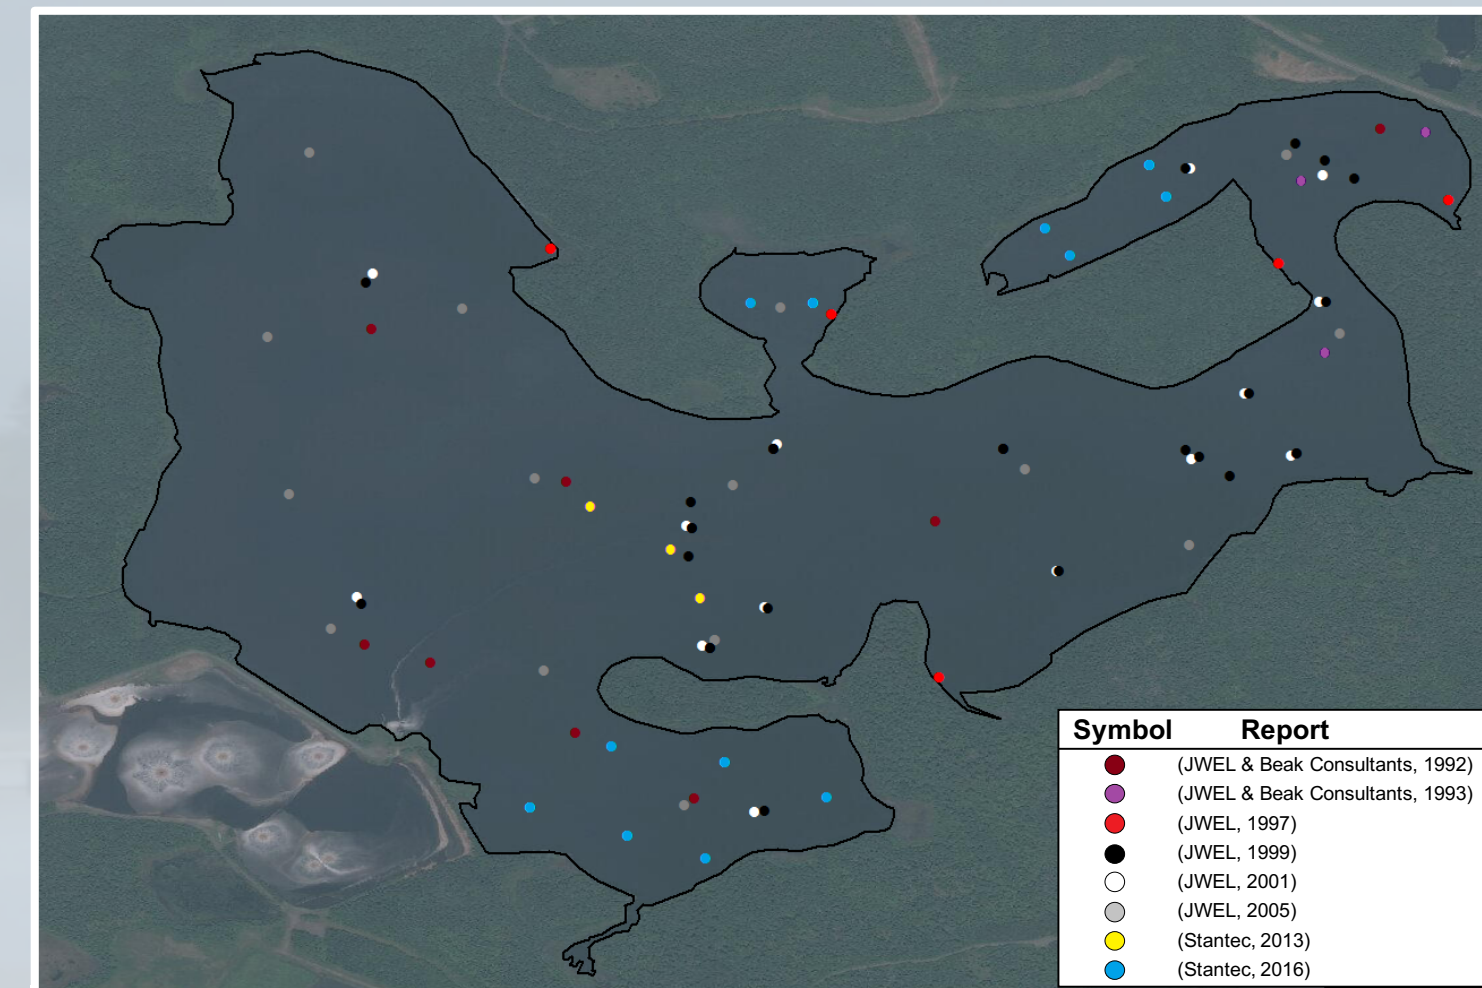 Symbol Report
(JWEL & Beak Consultants, 1992)
(JWEL & Beak Consultants, 1993)
(JWEL, 1997)
(JWEL, 1999)
(JWEL, 2001)
(JWEL, 2005)
(Stantec, 2013)
(Stantec, 2016)